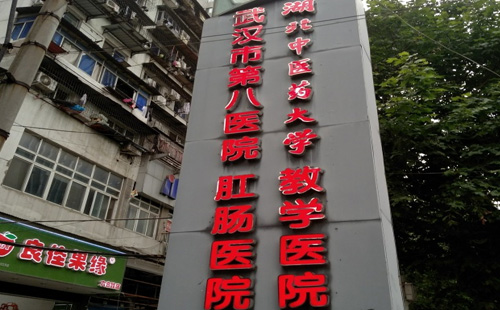 武汉市第八医院 肛肠医院
湖北中医药大学 教学医院
良佳果缘